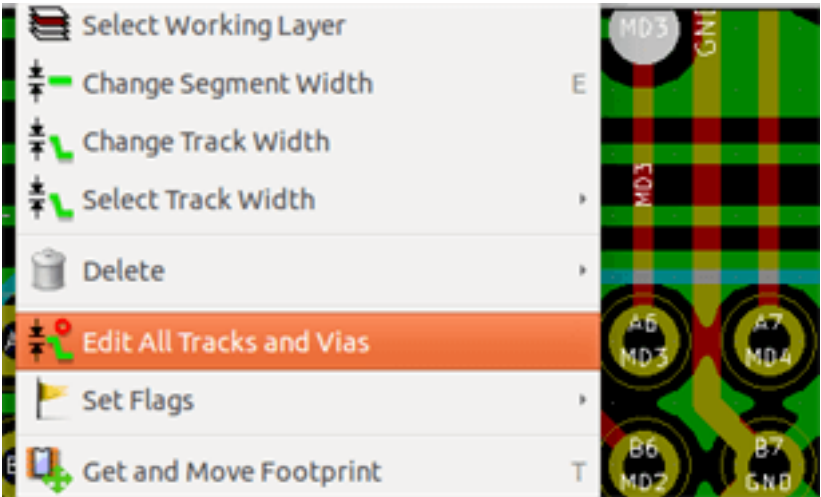 Select Working Layer
Change Segment Width E
Change Track Width
Select Track Width
Delete
Edit All Tracks and Vias
Set Flags
Get and Move Footprint T
MD3
GND
MD3
A6
MD3
A7
MD4
B6
MD2
B7
GND